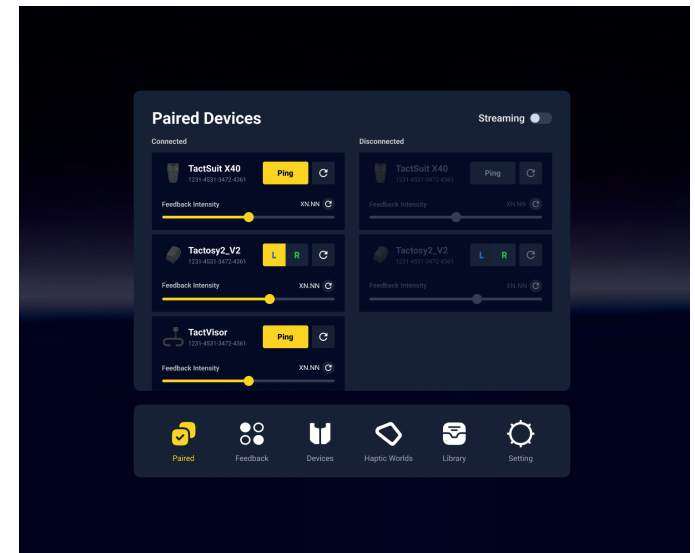 Paired Devices
Streaming
Connected
TactSuit X40
1231-4531-3472-4361
Ping
Feedback Intensity
XN.NN
Tactosy2_V2
1231-4531-3472-4361
L
R
Feedback Intensity
XN.NN
TactVisor
1231-4531-3472-4361
Ping
Feedback Intensity
XN.NN
Disconnected
TactSuit X40
1231-4531-3472-4361
Ping
Feedback Intensity
XN.NN
Tactosy2_V2
1231-4531-3472-4361
L
R
Feedback Intensity
XN.NN
Paired
Feedback
Devices
Haptic Worlds
Library
Setting